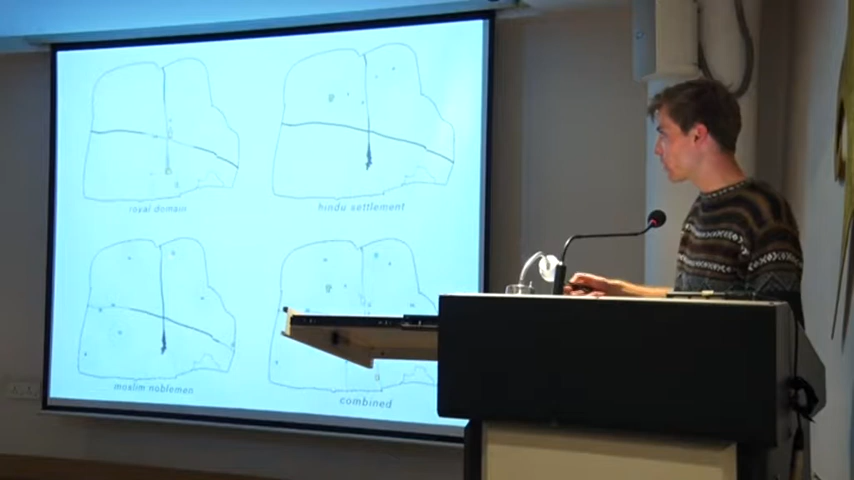 royal domain
hindu settlement
moslim noblemen
combined